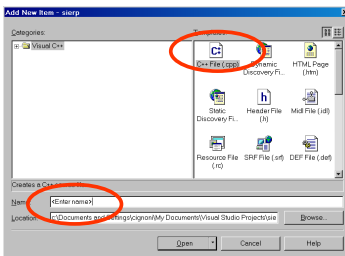 Add New Item - sierp
Categories:
Templates:
Visual C++
C++ File (.cpp)
Dynamic Discovery Fi...
HTML Page (.htm)
Static Discovery Fi...
Header File (.h)
Midl File (.idl)
Resource File (.rc)
SRF File (.srf)
DEF File (.def)
Creates a C++
Name:
<Enter name>
Location:
c:\Documents and Settings\cignoni\My Documents\Visual Studio Projects\sie
Browse...
Open
Cancel
Help